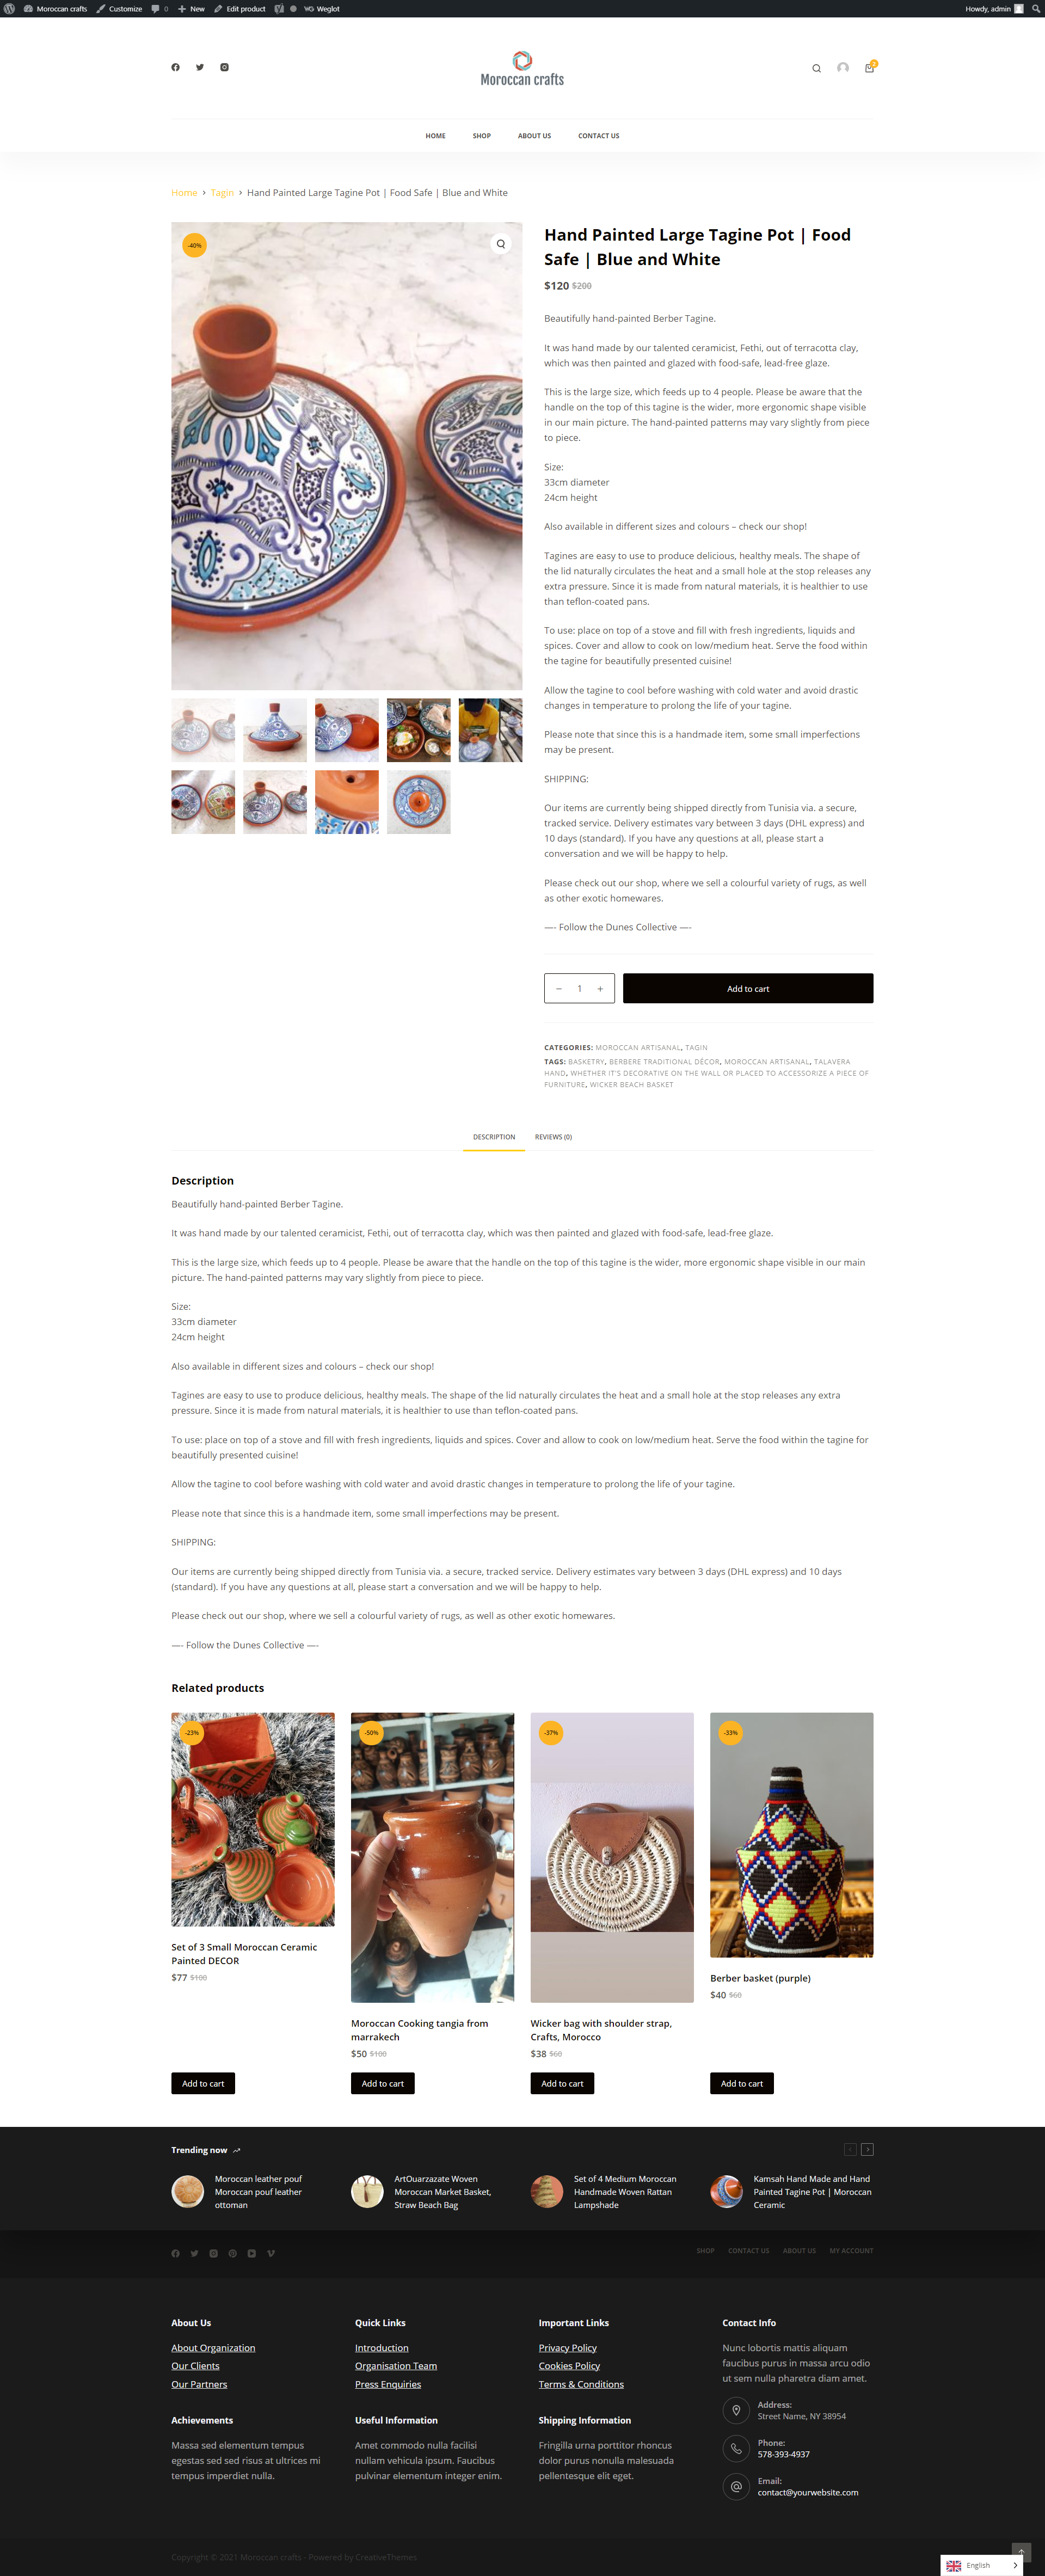 Moroccan crafts Customize 0 New Edit product Weglot Howdy, admin
Moroccan crafts
2
HOME SHOP ABOUT US CONTACT US
Home > Tagin > Hand Painted Large Tagine Pot | Food Safe | Blue and White
-40%
Hand Painted Large Tagine Pot | Food
Safe | Blue and White
$120 $200
Beautifully hand-painted Berber Tagine.
It was hand made by our talented ceramicist, Fethi, out of terracotta clay,
which was then painted and glazed with food-safe, lead-free glaze.
This is the large size, which feeds up to 4 people. Please be aware that the
handle on the top of this tagine is the wider, more ergonomic shape visible
in our main picture. The hand-painted patterns may vary slightly from piece
to piece.
Size:
33cm diameter
24cm height
Also available in different sizes and colours – check our shop!
Tagines are easy to use to produce delicious, healthy meals. The shape of
the lid naturally circulates the heat and a small hole at the stop releases any
extra pressure. Since it is made from natural materials, it is healthier to use
than teflon-coated pans.
To use: place on top of a stove and fill with fresh ingredients, liquids and
spices. Cover and allow to cook on low/medium heat. Serve the food within
the tagine for beautifully presented cuisine!
Allow the tagine to cool before washing with cold water and avoid drastic
changes in temperature to prolong the life of your tagine.
Please note that since this is a handmade item, some small imperfections
may be present.
SHIPPING:
Our items are currently being shipped directly from Tunisia via. a secure,
tracked service. Delivery estimates vary between 3 days (DHL express) and
10 days (standard). If you have any questions at all, please start a
conversation and we will be happy to help.
Please check out our shop, where we sell a colourful variety of rugs, as well
as other exotic homewares.
—- Follow the Dunes Collective —-
− 1 + Add to cart
CATEGORIES: MOROCCAN ARTISANAL, TAGIN
TAGS: BASKETRY, BERBERE TRADITIONAL DÉCOR, MOROCCAN ARTISANAL, TALAVERA
HAND, WHETHER IT'S DECORATIVE ON THE WALL OR PLACED TO ACCESSORIZE A PIECE OF
FURNITURE, WICKER BEACH BASKET
DESCRIPTION REVIEWS (0)
Description
Beautifully hand-painted Berber Tagine.
It was hand made by our talented ceramicist, Fethi, out of terracotta clay, which was then painted and glazed with food-safe, lead-free glaze.
This is the large size, which feeds up to 4 people. Please be aware that the handle on the top of this tagine is the wider, more ergonomic shape visible in our main
picture. The hand-painted patterns may vary slightly from piece to piece.
Size:
33cm diameter
24cm height
Also available in different sizes and colours – check our shop!
Tagines are easy to use to produce delicious, healthy meals. The shape of the lid naturally circulates the heat and a small hole at the stop releases any extra
pressure. Since it is made from natural materials, it is healthier to use than teflon-coated pans.
To use: place on top of a stove and fill with fresh ingredients, liquids and spices. Cover and allow to cook on low/medium heat. Serve the food within the tagine for
beautifully presented cuisine!
Allow the tagine to cool before washing with cold water and avoid drastic changes in temperature to prolong the life of your tagine.
Please note that since this is a handmade item, some small imperfections may be present.
SHIPPING:
Our items are currently being shipped directly from Tunisia via. a secure, tracked service. Delivery estimates vary between 3 days (DHL express) and 10 days
(standard). If you have any questions at all, please start a conversation and we will be happy to help.
Please check out our shop, where we sell a colourful variety of rugs, as well as other exotic homewares.
—- Follow the Dunes Collective —-
Related products
-23%
Set of 3 Small Moroccan Ceramic
Painted DECOR
$77 $100
Add to cart
-50%
Moroccan Cooking tangia from
marrakech
$50 $100
Add to cart
-37%
Wicker bag with shoulder strap,
Crafts, Morocco
$38 $60
Add to cart
-33%
Berber basket (purple)
$40 $60
Add to cart
Trending now
Moroccan leather pouf
Moroccan pouf leather
ottoman
ArtOuarzazate Woven
Moroccan Market Basket,
Straw Beach Bag
Set of 4 Medium Moroccan
Handmade Woven Rattan
Lampshade
Kamsah Hand Made and Hand
Painted Tagine Pot | Moroccan
Ceramic
SHOP CONTACT US ABOUT US MY ACCOUNT
About Us
About Organization
Our Clients
Our Partners
Achievements
Massa sed elementum tempus
egestas sed sed risus at ultrices mi
tempus imperdiet nulla.
Quick Links
Introduction
Organisation Team
Press Enquiries
Useful Information
Amet commodo nulla facilisi
nullam vehicula ipsum. Faucibus
pulvinar elementum integer enim.
Important Links
Privacy Policy
Cookies Policy
Terms & Conditions
Shipping Information
Fringilla urna porttitor rhoncus
dolor purus nonulla malesuada
pellentesque elit eget.
Contact Info
Nunc lobortis mattis aliquam
faucibus purus in massa arcu odio
ut sem nulla pharetra diam amet.
Address:
Street Name, NY 38954
Phone:
578-393-4937
Email:
contact@yourwebsite.com
Copyright © 2021 Moroccan crafts - Powered by CreativeThemes
English